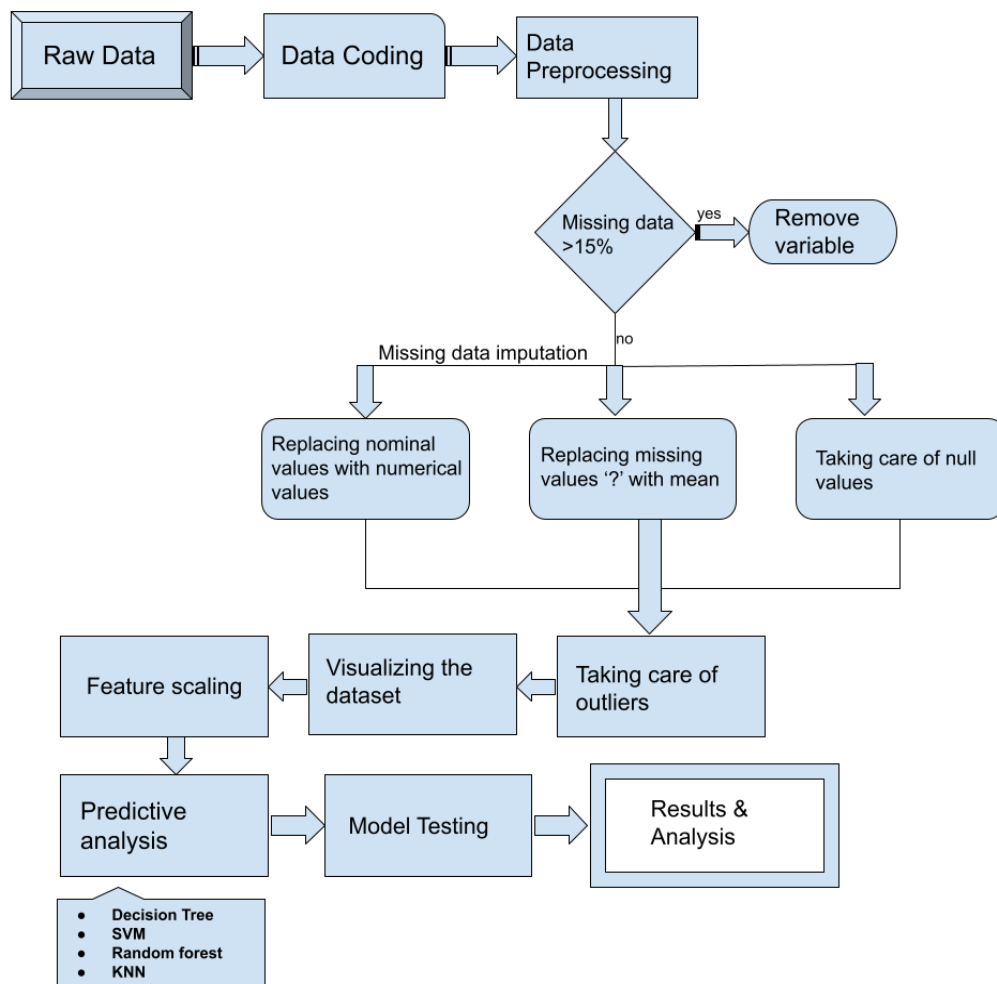 Raw Data
Data Coding
Data
Preprocessing
Missing data
>15%
yes
Remove
variable
no
Missing data imputation
Replacing nominal
values with numerical
values
Replacing missing
values ‘?’ with mean
Taking care of null
values
Taking care of
outliers
Visualizing the
dataset
Feature scaling
Predictive
analysis
Model Testing
Results &
Analysis
● Decision Tree
● SVM
● Random forest
● KNN